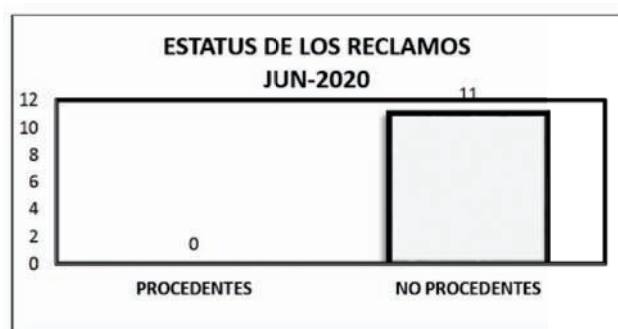 ESTATUS DE LOS RECLAMOS
JUN-2020
12
10
8
6
4
2
0
0
11
PROCEDENTES
NO PROCEDENTES